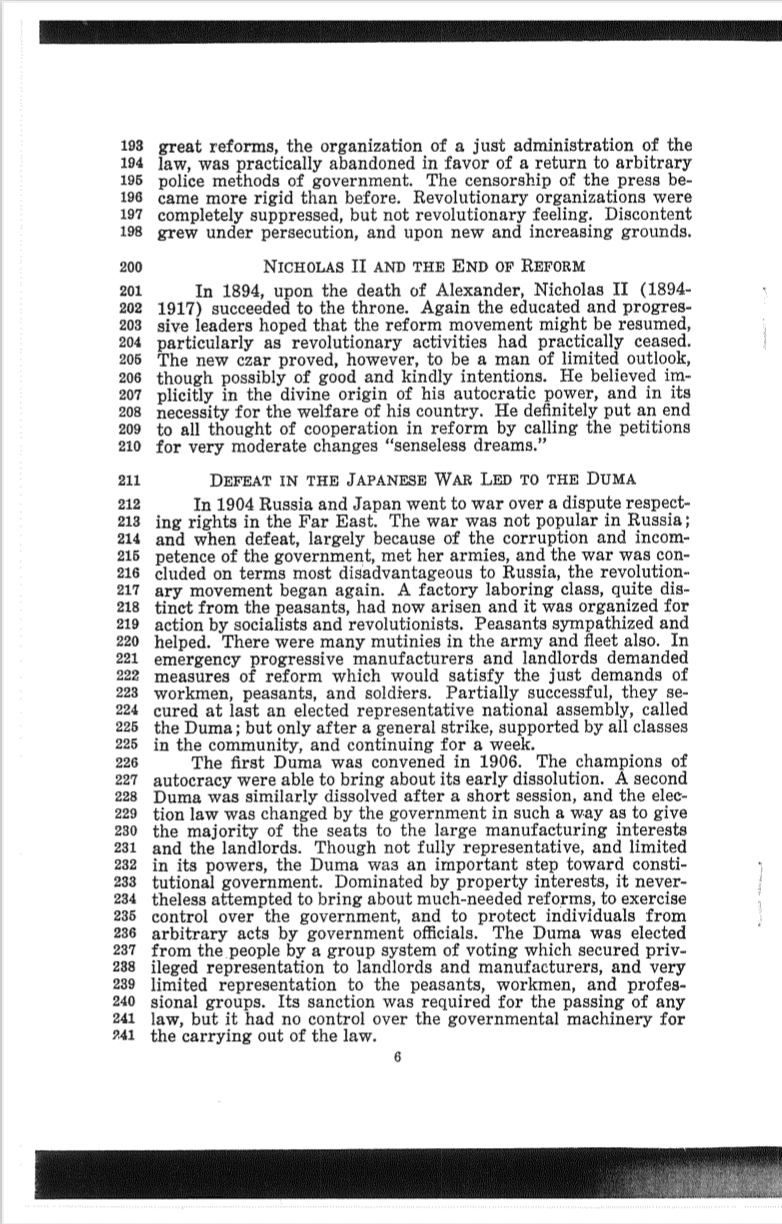 193 great reforms, the organization of a just administration of the
194 law, was practically abandoned in favor of a return to arbitrary
195 police methods of government. The censorship of the press be-
196 came more rigid than before. Revolutionary organizations were
197 completely suppressed, but not revolutionary feeling. Discontent
198 grew under persecution, and upon new and increasing grounds.
200 NICHOLAS II AND THE END OF REFORM
201 In 1894, upon the death of Alexander, Nicholas II (1894-
202 1917) succeeded to the throne. Again the educated and progres-
203 sive leaders hoped that the reform movement might be resumed,
204 particularly as revolutionary activities had practically ceased.
205 The new czar proved, however, to be a man of limited outlook,
206 though possibly of good and kindly intentions. He believed im-
207 plicitly in the divine origin of his autocratic power, and in its
208 necessity for the welfare of his country. He definitely put an end
209 to all thought of cooperation in reform by calling the petitions
210 for very moderate changes "senseless dreams."
211 DEFEAT IN THE JAPANESE WAR LED TO THE DUMA
212 In 1904 Russia and Japan went to war over a dispute respect-
213 ing rights in the Far East. The war was not popular in Russia;
214 and when defeat, largely because of the corruption and incom-
215 petence of the government, met her armies, and the war was con-
216 cluded on terms most disadvantageous to Russia, the revolution-
217 ary movement began again. A factory laboring class, quite dis-
218 tinct from the peasants, had now arisen and it was organized for
219 action by socialists and revolutionists. Peasants sympathized and
220 helped. There were many mutinies in the army and fleet also. In
221 emergency progressive manufacturers and landlords demanded
222 measures of reform which would satisfy the just demands of
223 workmen, peasants, and soldiers. Partially successful, they se-
224 cured at last an elected representative national assembly, called
225 the Duma; but only after a general strike, supported by all classes
225 in the community, and continuing for a week.
226 The first Duma was convened in 1906. The champions of
227 autocracy were able to bring about its early dissolution. A second
228 Duma was similarly dissolved after a short session, and the elec-
229 tion law was changed by the government in such a way as to give
230 the majority of the seats to the large manufacturing interests
231 and the landlords. Though not fully representative, and limited
232 in its powers, the Duma was an important step toward consti-
233 tutional government. Dominated by property interests, it never-
234 theless attempted to bring about much-needed reforms, to exercise
235 control over the government, and to protect individuals from
236 arbitrary acts by government officials. The Duma was elected
237 from the people by a group system of voting which secured priv-
238 ileged representation to landlords and manufacturers, and very
239 limited representation to the peasants, workmen, and profes-
240 sional groups. Its sanction was required for the passing of any
241 law, but it had no control over the governmental machinery for
241 the carrying out of the law.
6